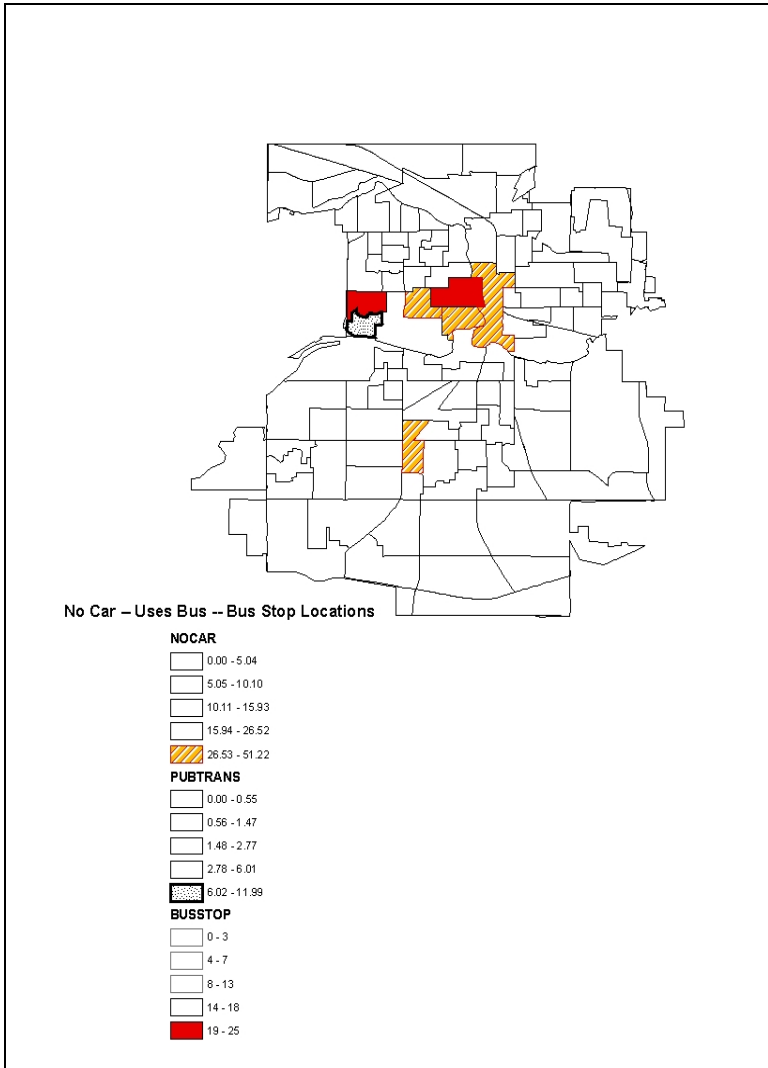 No Car – Uses Bus -- Bus Stop Locations
NOCAR
0.00 - 5.04
5.05 - 10.10
10.11 - 15.93
15.94 - 26.52
26.53 - 51.22
PUBTRANS
0.00 - 0.55
0.56 - 1.47
1.48 - 2.77
2.78 - 6.01
6.02 - 11.99
BUSSTOP
0 - 3
4 - 7
8 - 13
14 - 18
19 - 25